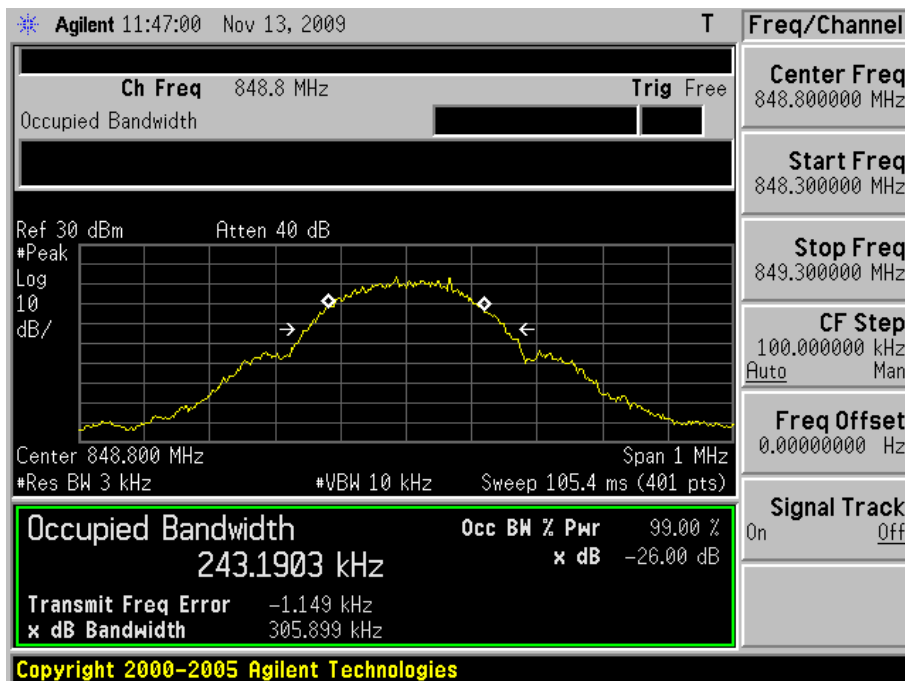 Agilent 11:47:00 Nov 13, 2009 T
Freq/Channel
Ch Freq 848.8 MHz Trig Free
Occupied Bandwidth
Center Freq
848.800000 MHz
Start Freq
848.300000 MHz
Stop Freq
849.300000 MHz
CF Step
100.000000 kHz
Auto Man
Freq Offset
0.00000000 Hz
Signal Track
On Off
Ref 30 dBm Atten 40 dB
#Peak
Log
10
dB/
Center 848.800 MHz Span 1 MHz
#Res BW 3 kHz #VBW 10 kHz Sweep 105.4 ms (401 pts)
Occupied Bandwidth Occ BW % Pwr 99.00 %
243.1903 kHz x dB -26.00 dB
Transmit Freq Error -1.149 kHz
x dB Bandwidth 305.899 kHz
Copyright 2000-2005 Agilent Technologies